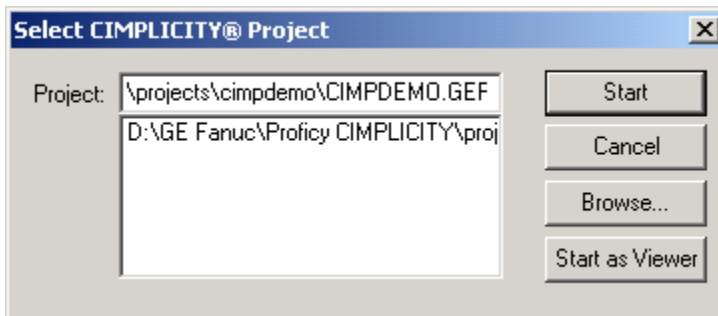 Select CIMPLICITY® Project
Project:
\projects\cimpdemo\CIMPDEMO.GEF
D:\GE Fanuc\Proficy CIMPLICITY\proj
Start
Cancel
Browse...
Start as Viewer